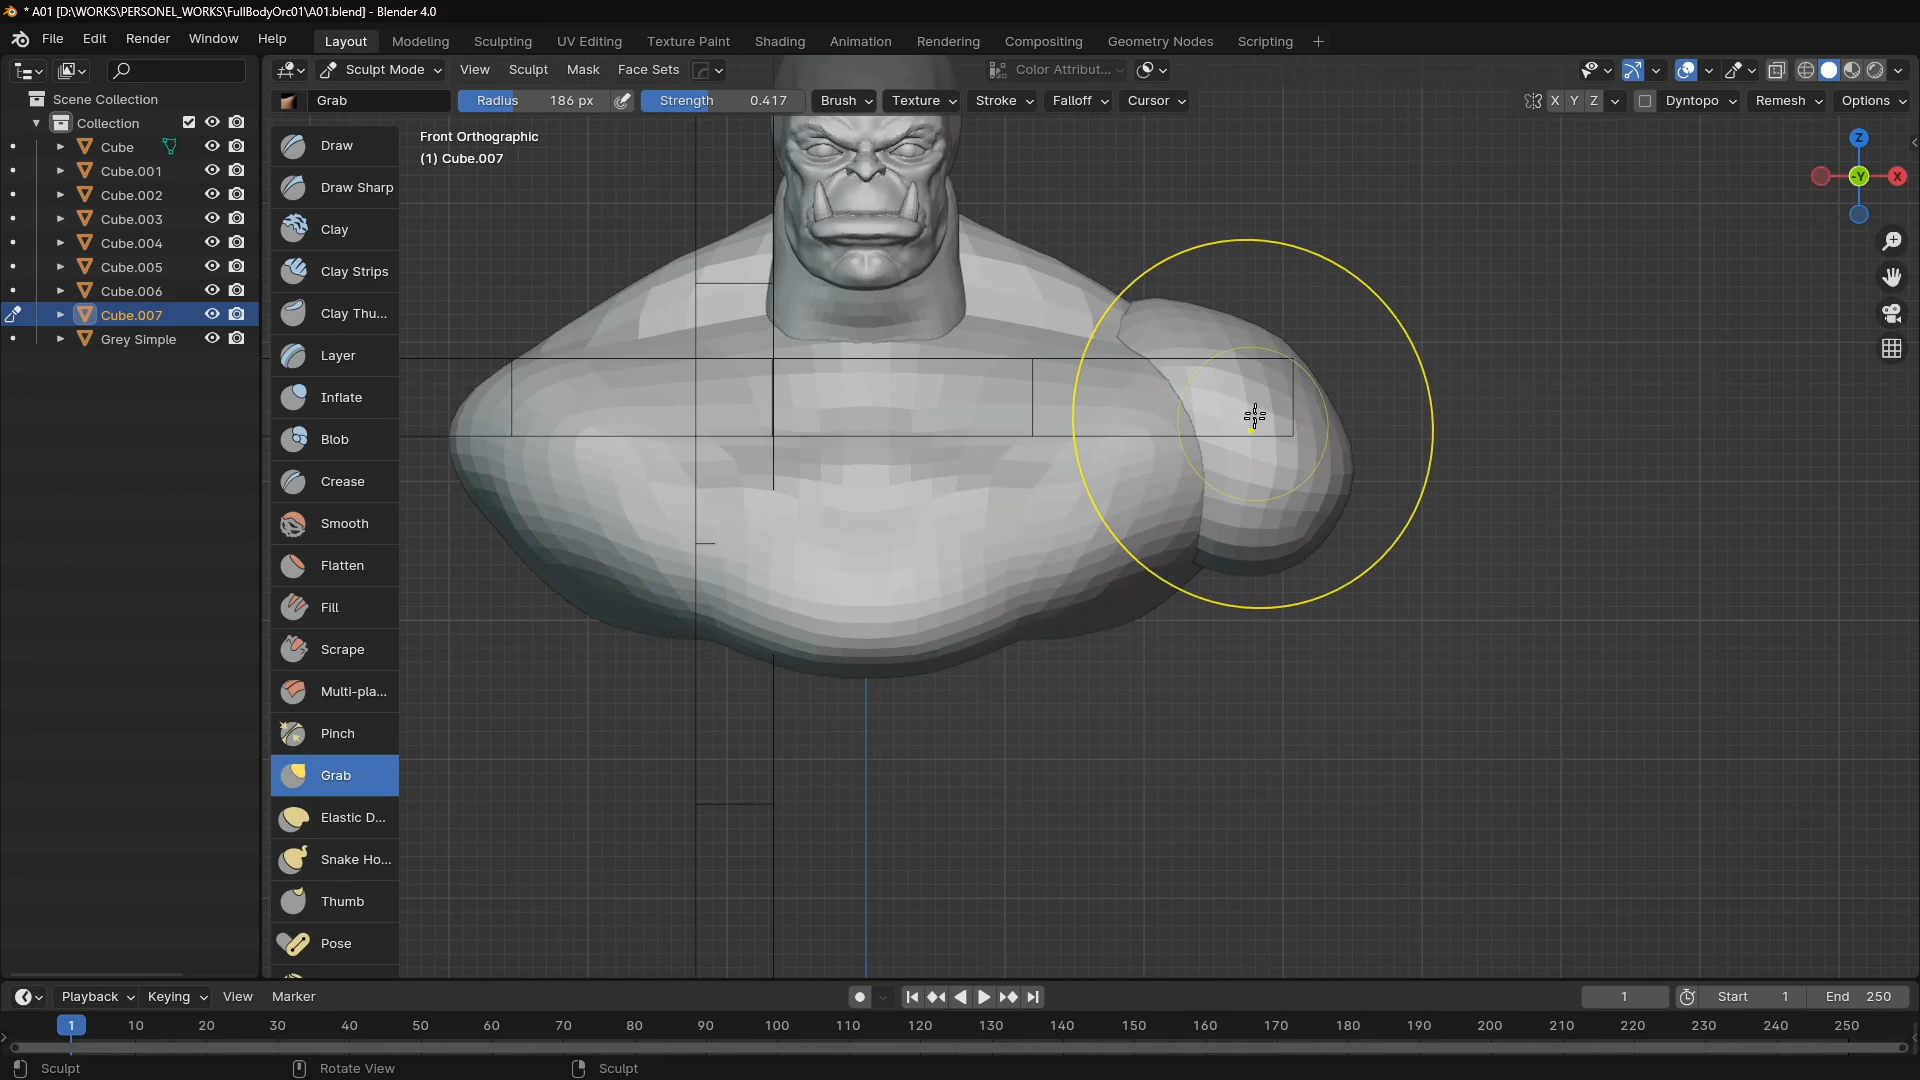 * A01 [D:\WORKS\PERSONEL_WORKS\FullBodyOrc01\A01.blend] - Blender 4.0
File Edit Render Window Help Layout Modeling Sculpting UV Editing Texture Paint Shading Animation Rendering Compositing Geometry Nodes Scripting +
Sculpt Mode View Sculpt Mask Face Sets Color Attribut...
Grab Radius 186 px Strength 0.417 Brush Texture Stroke Falloff Cursor X Y Z Dyntopo Remesh Options
Scene Collection
Collection
Cube
Cube.001
Cube.002
Cube.003
Cube.004
Cube.005
Cube.006
Cube.007
Grey Simple
Draw
Draw Sharp
Clay
Clay Strips
Clay Thu...
Layer
Inflate
Blob
Crease
Smooth
Flatten
Fill
Scrape
Multi-pla...
Pinch
Grab
Elastic D...
Snake Ho...
Thumb
Pose
Front Orthographic
(1) Cube.007
Z
-Y
X
Playback Keying View Marker 1 Start 1 End 250
1 10 20 30 40 50 60 70 80 90 100 110 120 130 140 150 160 170 180 190 200 210 220 230 240 250
Sculpt Rotate View Sculpt